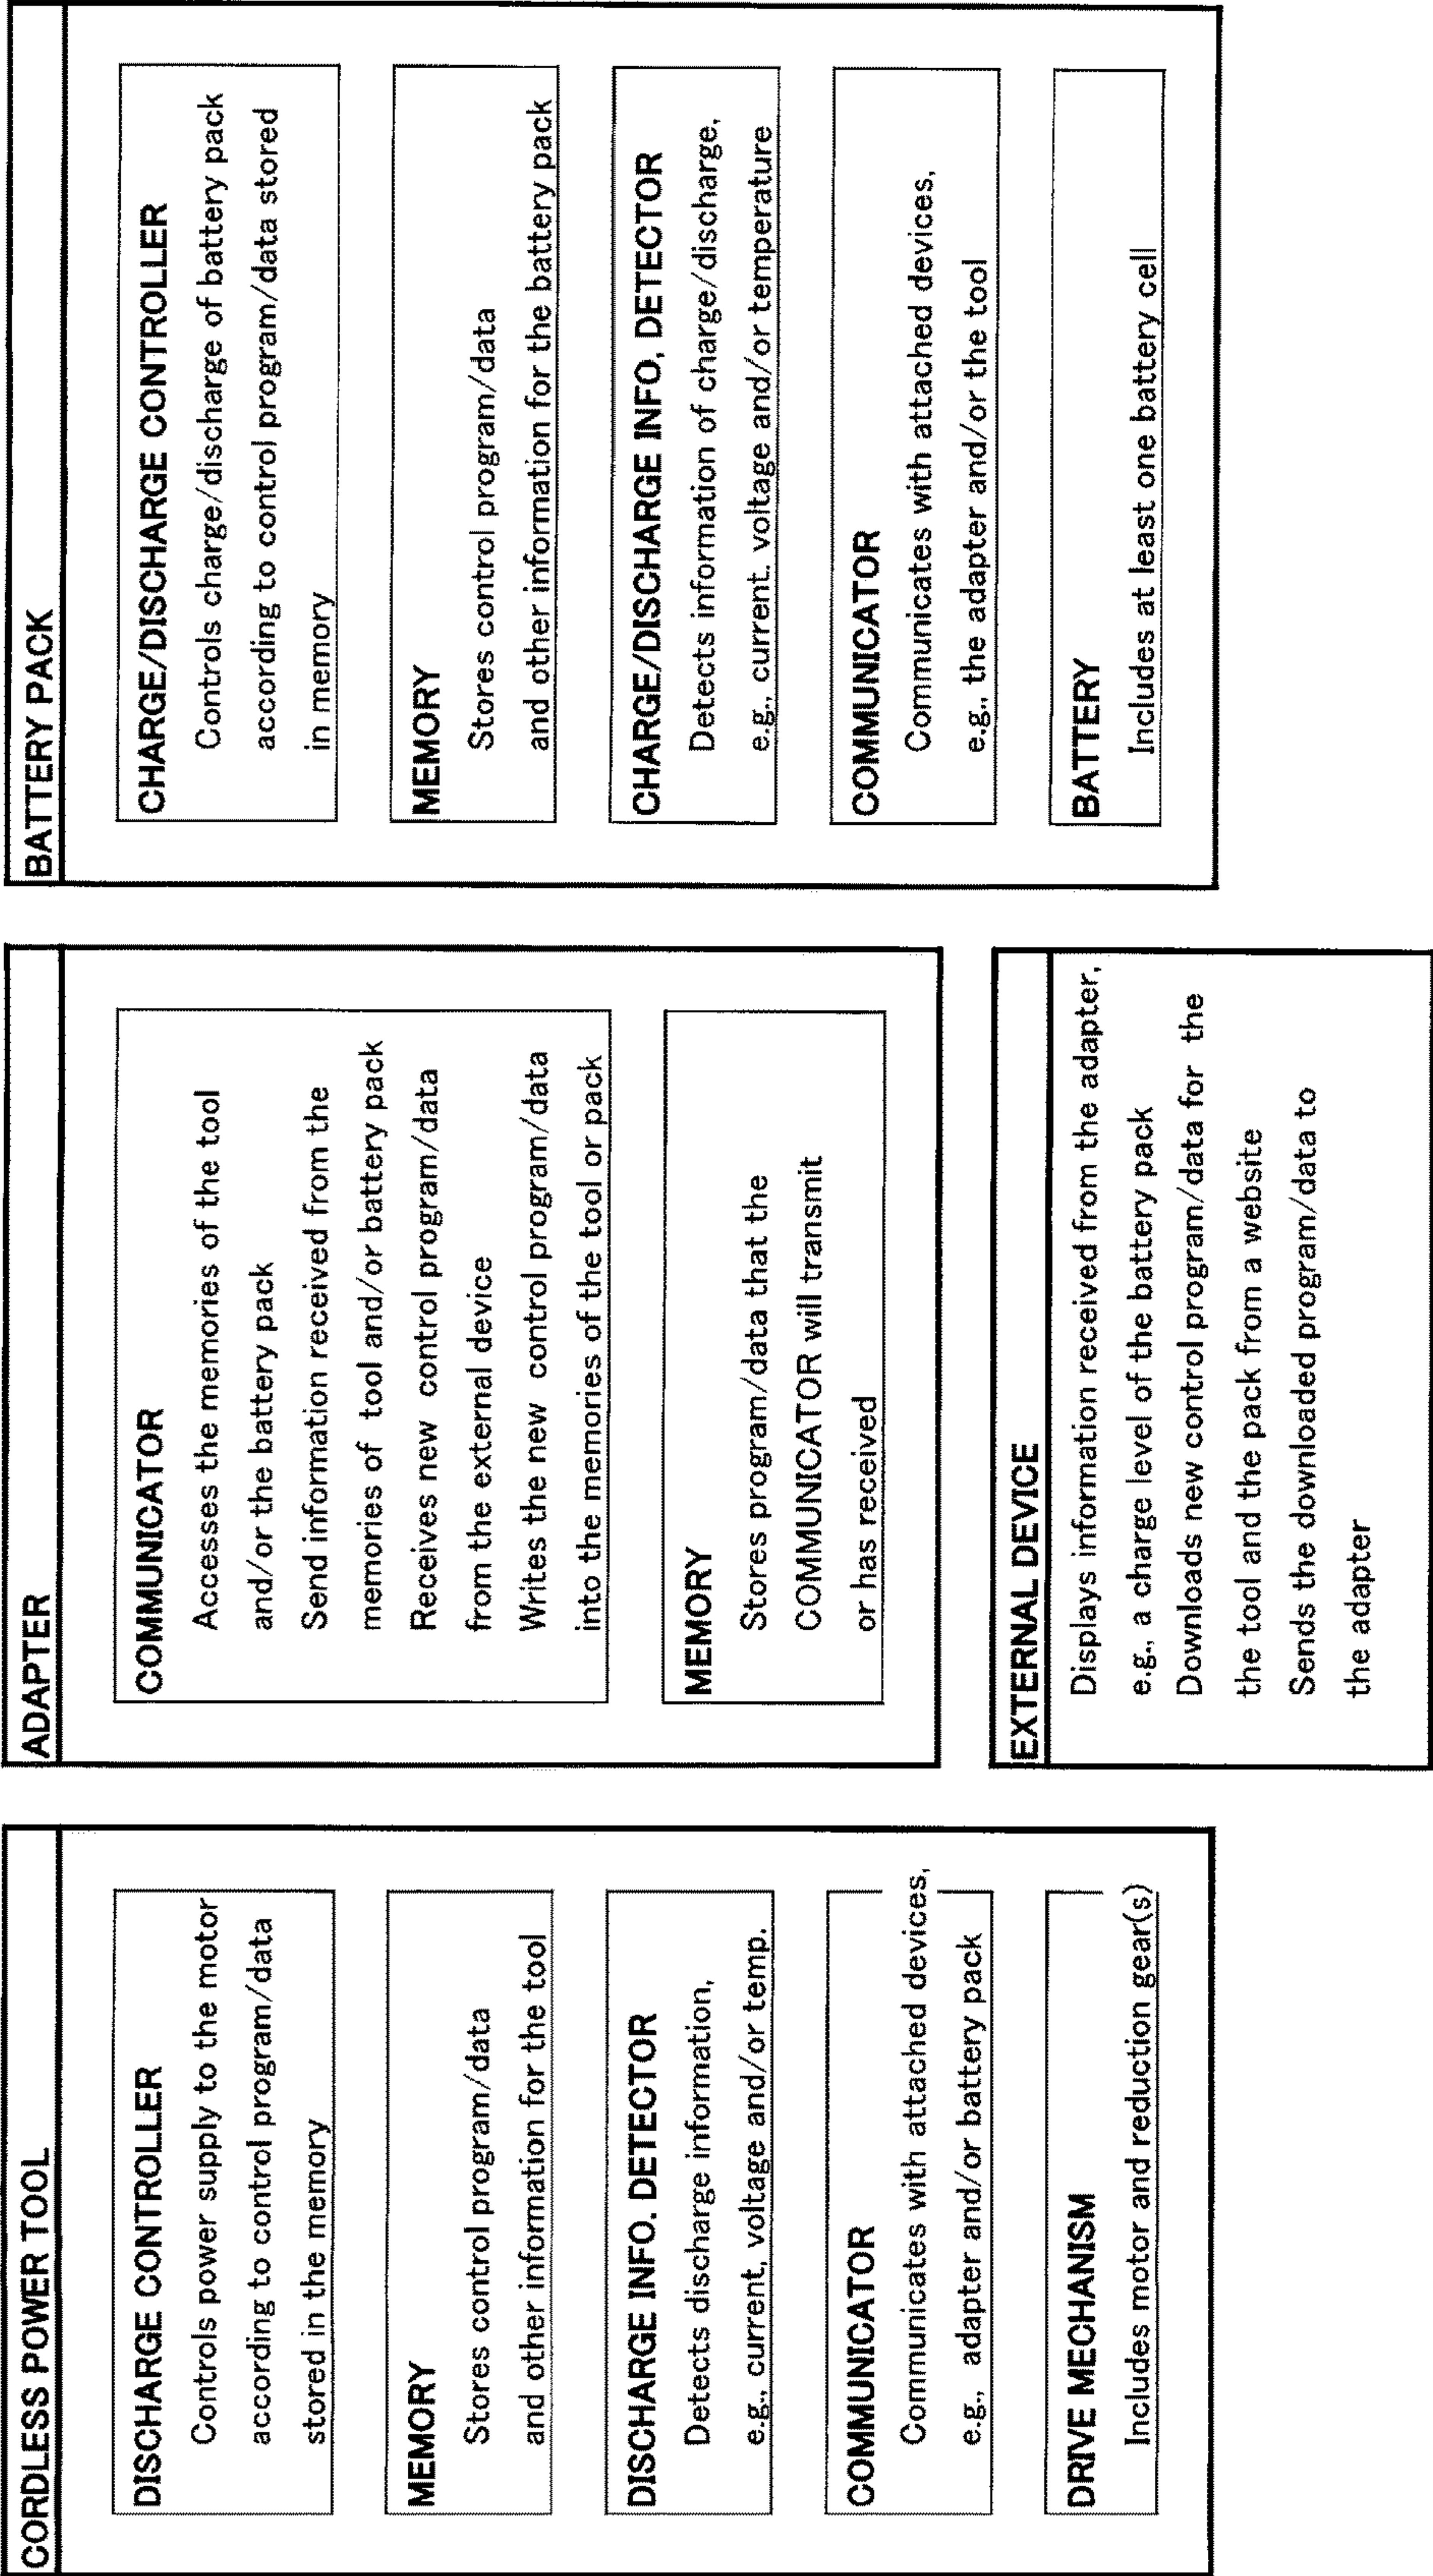 CORDLESS POWER TOOL
DISCHARGE CONTROLLER
Controls power supply to the motor
according to control program/data
stored in the memory
MEMORY
Stores control program/data
and other information for the tool
DISCHARGE INFO. DETECTOR
Detects discharge information,
e.g., current, voltage and/or temp.
COMMUNICATOR
Communicates with attached devices,
e.g., adapter and/or battery pack
DRIVE MECHANISM
Includes motor and reduction gear(s)
ADAPTER
COMMUNICATOR
Accesses the memories of the tool
and/or the battery pack
Send information received from the
memories of tool and/or battery pack
Receives new control program/data
from the external device
Writes the new control program/data
into the memories of the tool or pack
MEMORY
Stores program/data that the
COMMUNICATOR will transmit
or has received
EXTERNAL DEVICE
Displays information received from the adapter,
e.g., a charge level of the battery pack
Downloads new control program/data for the
the tool and the pack from a website
Sends the downloaded program/data to
the adapter
BATTERY PACK
CHARGE/DISCHARGE CONTROLLER
Controls charge/discharge of battery pack
according to control program/data stored
in memory
MEMORY
Stores control program/data
and other information for the battery pack
CHARGE/DISCHARGE INFO, DETECTOR
Detects information of charge/discharge,
e.g., current. voltage and/or temperature
COMMUNICATOR
Communicates with attached devices,
e.g., the adapter and/or the tool
BATTERY
Includes at least one battery cell